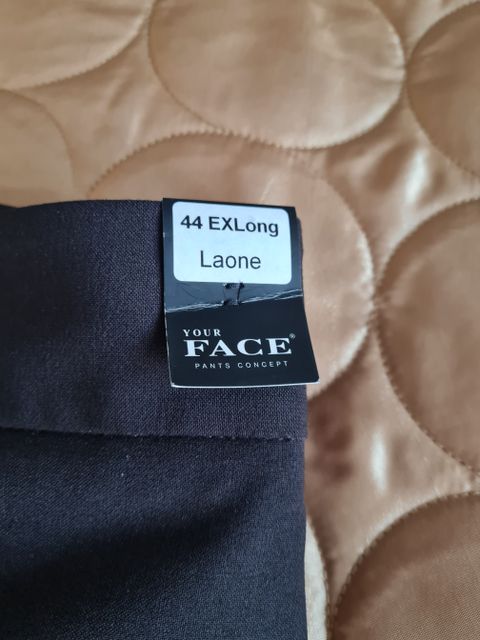 44 EXLong
Laone
YOUR
FACE®
PANTS CONCEPT